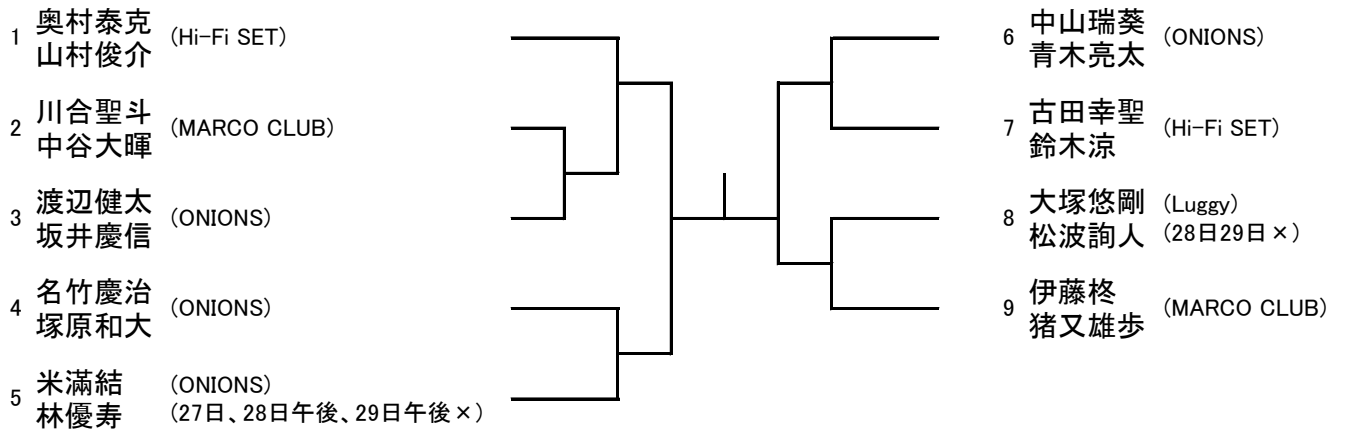 1 奥村泰克 (Hi-Fi SET)
山村俊介
2 川合聖斗 (MARCO CLUB)
中谷大暉
3 渡辺健太 (ONIONS)
坂井慶信
4 名竹慶治 (ONIONS)
塚原和大
5 米滿結 (ONIONS)
林優寿 (27日、28日午後、29日午後×)
6 中山瑞葵 (ONIONS)
青木亮太
7 古田幸聖 (Hi-Fi SET)
鈴木涼
8 大塚悠剛 (Luggy)
松波詢人 (28日29日×)
9 伊藤柊 (MARCO CLUB)
猪又雄歩